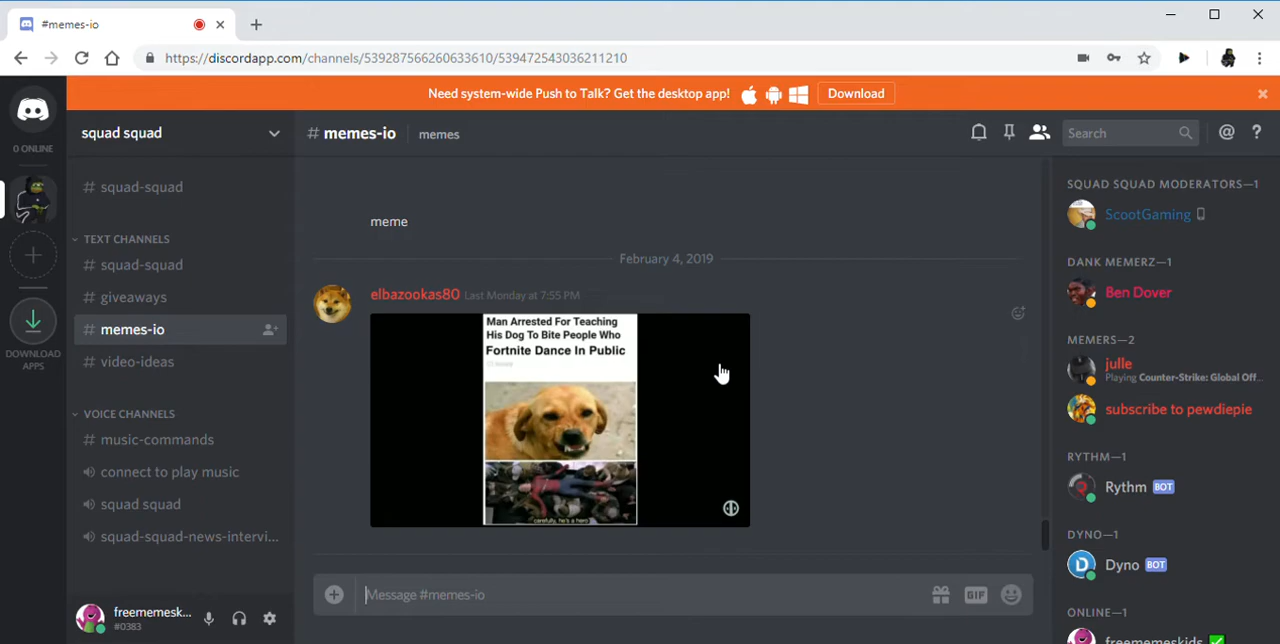 #memes-io
https://discordapp.com/channels/539287566260633610/539472543036211210
Need system-wide Push to Talk? Get the desktop app!
Download
0 ONLINE
DOWNLOAD
APPS
squad squad
# squad-squad
TEXT CHANNELS
# squad-squad
# giveaways
# memes-io
# video-ideas
VOICE CHANNELS
# music-commands
connect to play music
squad squad
squad-squad-news-intervi...
freememesk...
#0383
# memes-io
memes
Search
@
?
meme
February 4, 2019
elbazookas80 Last Monday at 7:55 PM
Man Arrested For Teaching
His Dog To Bite People Who
Fortnite Dance In Public
carefully, he's a hero
Message #memes-io
GIF
SQUAD SQUAD MODERATORS—1
ScootGaming
DANK MEMERZ—1
Ben Dover
MEMERS—2
julle
Playing Counter-Strike: Global Off...
subscribe to pewdiepie
RYTHM—1
Rythm BOT
DYNO—1
Dyno BOT
ONLINE—1
freememeskids